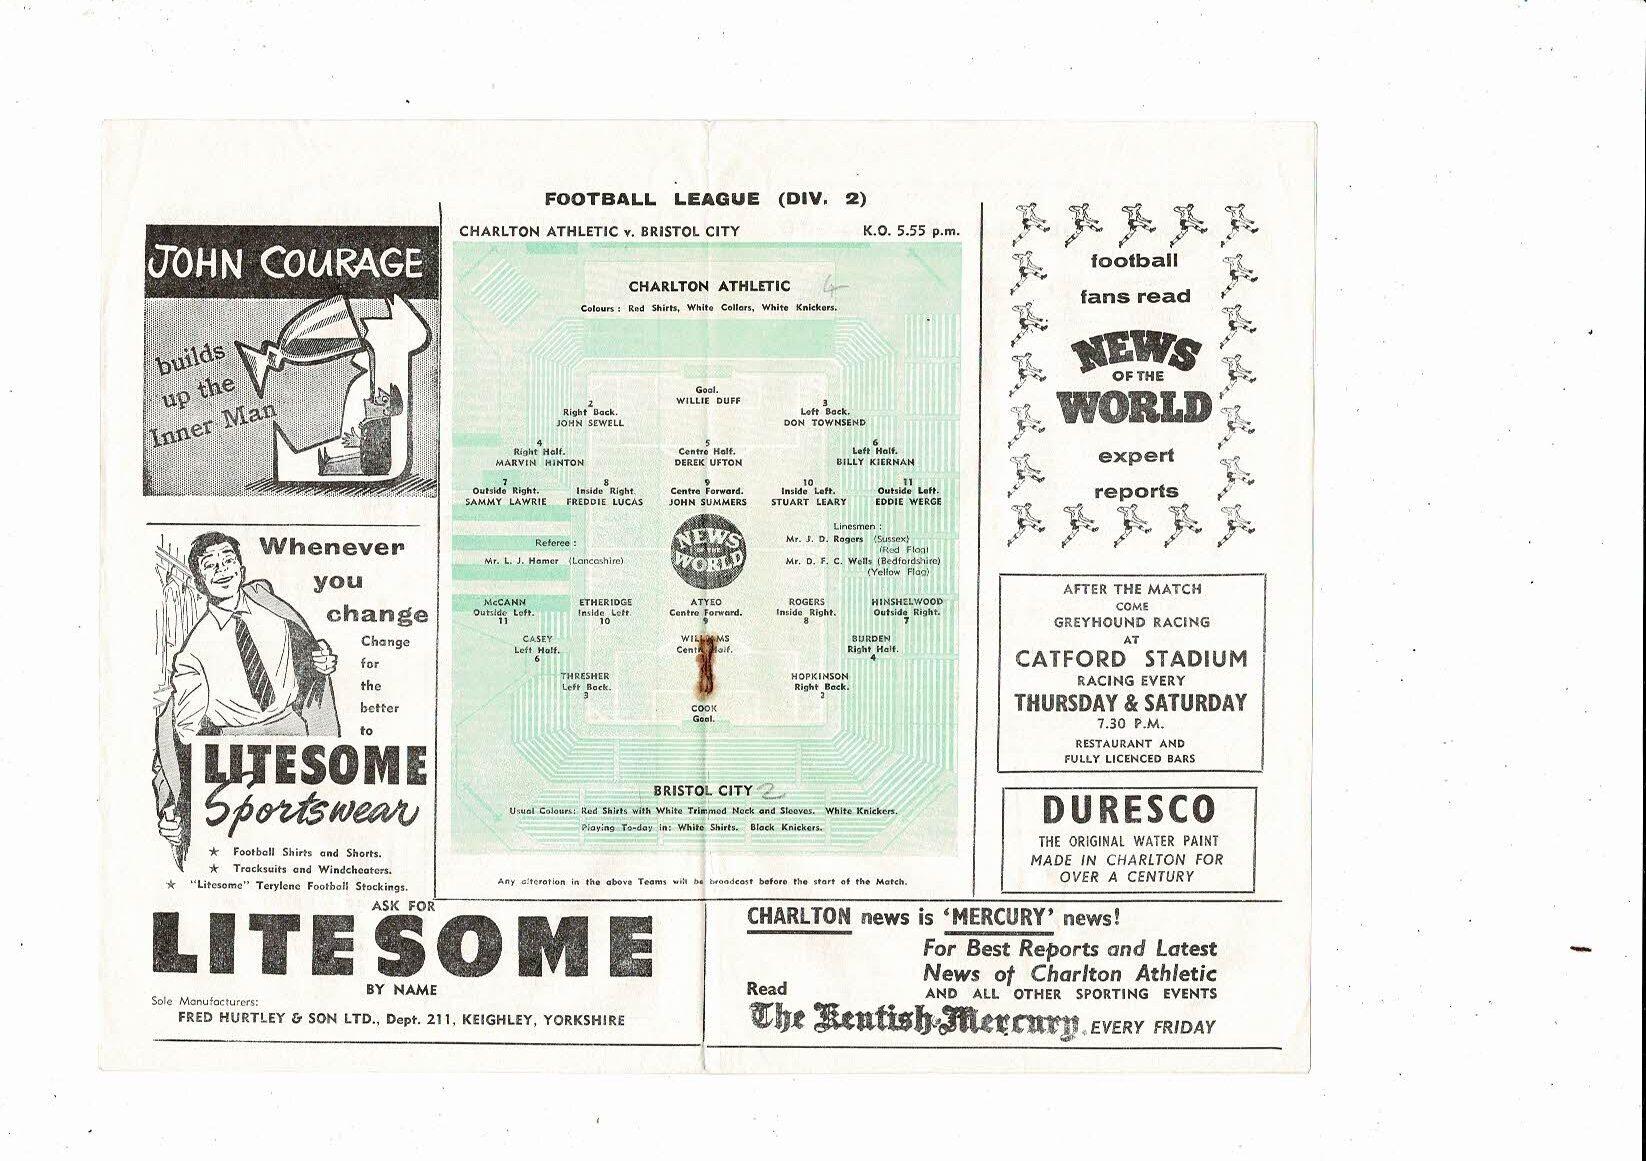 FOOTBALL LEAGUE (DIV. 2)
CHARLTON ATHLETIC v. BRISTOL CITY K.O. 5.55 p.m.
CHARLTON ATHLETIC 4
Colours : Red Shirts, White Collars, White Knickers.
Goal.
WILLIE DUFF
2 3
Right Back. Left Back.
JOHN SEWELL DON TOWNSEND
4 5 6
Right Half. Centre Half. Left Half.
MARVIN HINTON DEREK UFTON BILLY KIERNAN
7 8 9 10 11
Outside Right. Inside Right. Centre Forward. Inside Left. Outside Left.
SAMMY LAWRIE FREDDIE LUCAS JOHN SUMMERS STUART LEARY EDDIE WERGE
Referee :
Mr. L. J. Hamer (Lancashire)
NEWS
OF THE
WORLD
Linesmen :
Mr. J. D. Rogers (Sussex)
(Red Flag)
Mr. D. F. C. Wells (Bedfordshire)
(Yellow Flag)
McCANN ETHERIDGE ATYEO ROGERS HINSHELWOOD
Outside Left. Inside Left. Centre Forward. Inside Right. Outside Right.
11 10 9 8 7
CASEY WILLIAMS BURDEN
Left Half. Centre Half. Right Half.
6 4
THRESHER HOPKINSON
Left Back. Right Back.
3 2
COOK
Goal.
BRISTOL CITY 2
Usual Colours: Red Shirts with White Trimmed Neck and Sleeves. White Knickers.
Playing To-day in: White Shirts. Black Knickers.
Any alteration in the above Teams will be broadcast before the start of the Match.
JOHN COURAGE
builds
up the
Inner Man
Whenever
you
change
Change
for
the
better
to
LITESOME
Sportswear
★ Football Shirts and Shorts.
★ Tracksuits and Windcheaters.
★ "Litesome" Terylene Football Stockings.
ASK FOR
LITESOME
BY NAME
Sole Manufacturers:
FRED HURTLEY & SON LTD., Dept. 211, KEIGHLEY, YORKSHIRE
football
fans read
NEWS
OF THE
WORLD
expert
reports
AFTER THE MATCH
COME
GREYHOUND RACING
AT
CATFORD STADIUM
RACING EVERY
THURSDAY & SATURDAY
7.30 P.M.
RESTAURANT AND
FULLY LICENCED BARS
DURESCO
THE ORIGINAL WATER PAINT
MADE IN CHARLTON FOR
OVER A CENTURY
CHARLTON news is 'MERCURY' news!
For Best Reports and Latest
News of Charlton Athletic
AND ALL OTHER SPORTING EVENTS
Read
The Kentish Mercury. EVERY FRIDAY